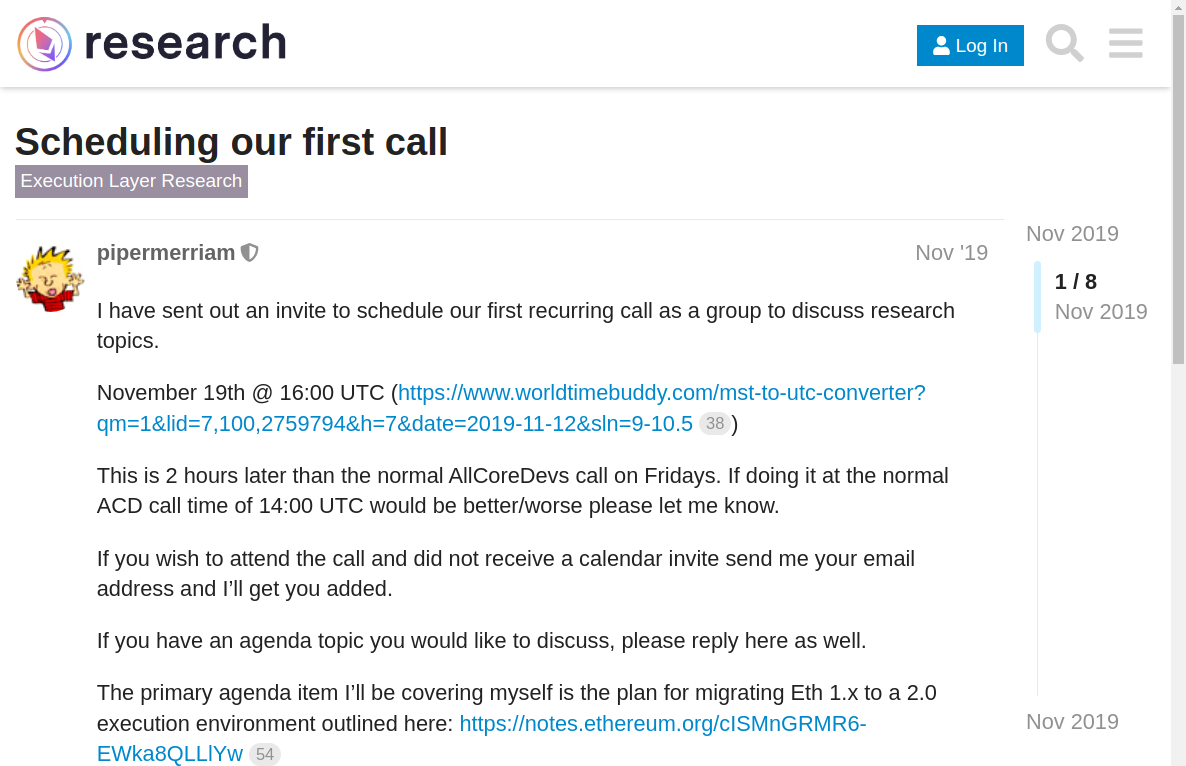 research
Log In
Scheduling our first call
Execution Layer Research
pipermerriam
Nov '19
Nov 2019
1 / 8
Nov 2019
I have sent out an invite to schedule our first recurring call as a group to discuss research
topics.
November 19th @ 16:00 UTC (https://www.worldtimebuddy.com/mst-to-utc-converter?
qm=1&lid=7,100,2759794&h=7&date=2019-11-12&sln=9-10.5 38)
This is 2 hours later than the normal AllCoreDevs call on Fridays. If doing it at the normal
ACD call time of 14:00 UTC would be better/worse please let me know.
If you wish to attend the call and did not receive a calendar invite send me your email
address and I’ll get you added.
If you have an agenda topic you would like to discuss, please reply here as well.
The primary agenda item I’ll be covering myself is the plan for migrating Eth 1.x to a 2.0
execution environment outlined here: https://notes.ethereum.org/cISMnGRMR6-
EWka8QLLlYw 54
Nov 2019